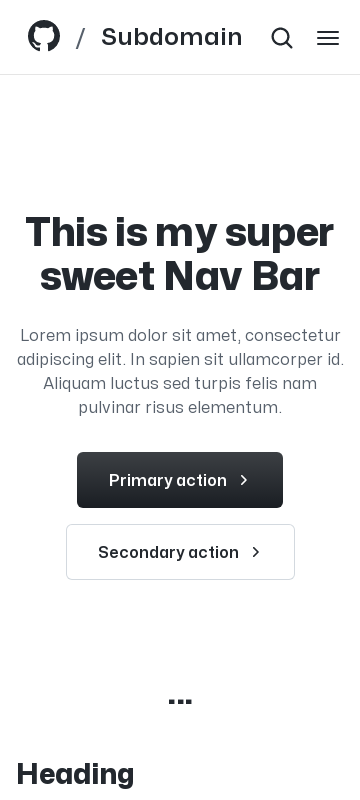 / Subdomain
This is my super
sweet Nav Bar
Lorem ipsum dolor sit amet, consectetur
adipiscing elit. In sapien sit ullamcorper id.
Aliquam luctus sed turpis felis nam
pulvinar risus elementum.
Primary action
Secondary action
...
Heading